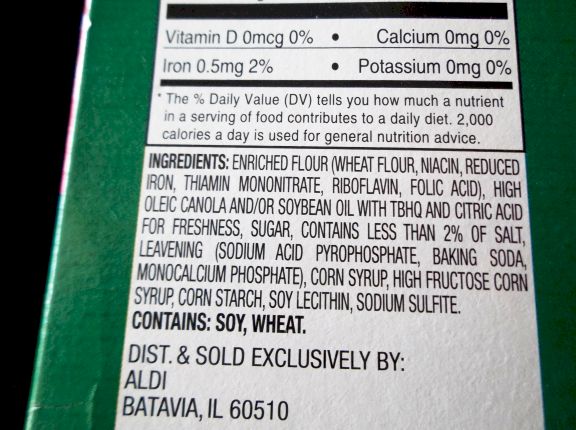 Vitamin D 0mcg 0% • Calcium 0mg 0%
Iron 0.5mg 2% • Potassium 0mg 0%
* The % Daily Value (DV) tells you how much a nutrient
in a serving of food contributes to a daily diet. 2,000
calories a day is used for general nutrition advice.
INGREDIENTS: ENRICHED FLOUR (WHEAT FLOUR, NIACIN, REDUCED
IRON, THIAMIN MONONITRATE, RIBOFLAVIN, FOLIC ACID), HIGH
OLEIC CANOLA AND/OR SOYBEAN OIL WITH TBHQ AND CITRIC ACID
FOR FRESHNESS, SUGAR, CONTAINS LESS THAN 2% OF SALT,
LEAVENING (SODIUM ACID PYROPHOSPHATE, BAKING SODA,
MONOCALCIUM PHOSPHATE), CORN SYRUP, HIGH FRUCTOSE CORN
SYRUP, CORN STARCH, SOY LECITHIN, SODIUM SULFITE.
CONTAINS: SOY, WHEAT.
DIST. & SOLD EXCLUSIVELY BY:
ALDI
BATAVIA, IL 60510